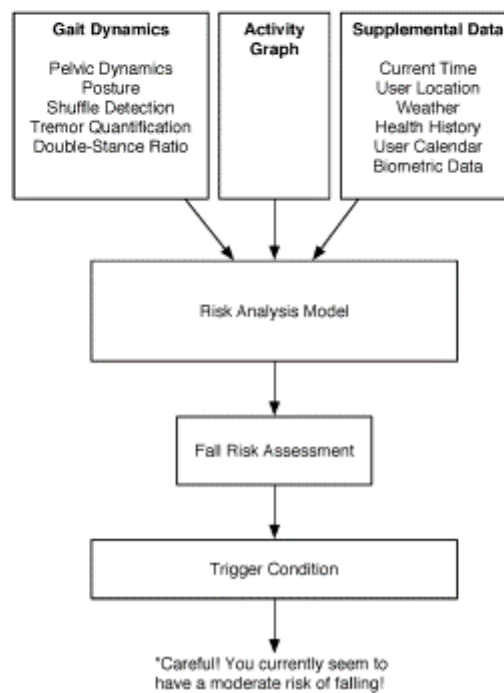 Gait Dynamics
Pelvic Dynamics
Posture
Shuffle Detection
Tremor Quantification
Double-Stance Ratio
Activity
Graph
Supplemental Data
Current Time
User Location
Weather
Health History
User Calendar
Biometric Data
Risk Analysis Model
Fall Risk Assessment
Trigger Condition
"Careful! You currently seem to
have a moderate risk of falling!